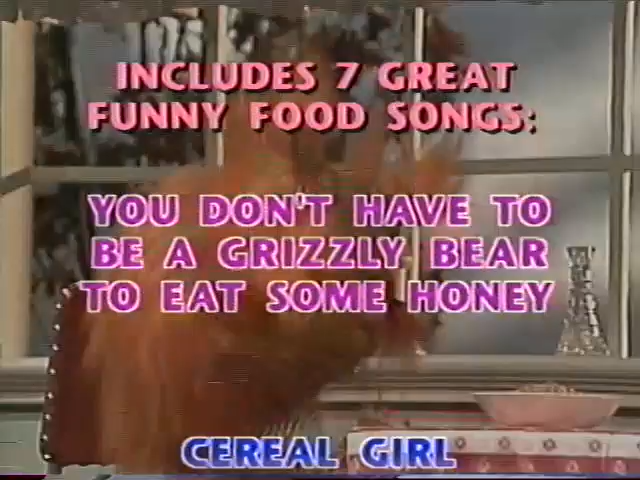 INCLUDES 7 GREAT
FUNNY FOOD SONGS:
YOU DON'T HAVE TO
BE A GRIZZLY BEAR
TO EAT SOME HONEY
CEREAL GIRL